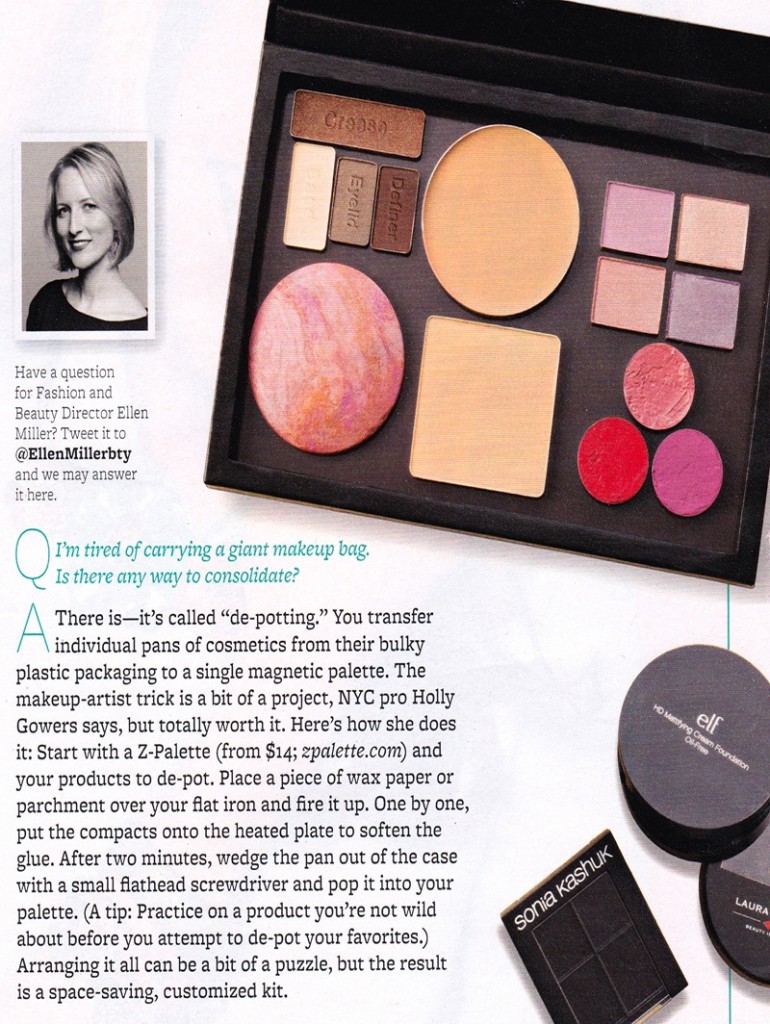 Crease
Eyelid
Definer
Have a question
for Fashion and
Beauty Director Ellen
Miller? Tweet it to
@EllenMillerbty
and we may answer
it here.
Q I'm tired of carrying a giant makeup bag.
Is there any way to consolidate?
A There is—it's called “de-potting.” You transfer
individual pans of cosmetics from their bulky
plastic packaging to a single magnetic palette. The
makeup-artist trick is a bit of a project, NYC pro Holly
Gowers says, but totally worth it. Here's how she does
it: Start with a Z-Palette (from $14; zpalette.com) and
your products to de-pot. Place a piece of wax paper or
parchment over your flat iron and fire it up. One by one,
put the compacts onto the heated plate to soften the
glue. After two minutes, wedge the pan out of the case
with a small flathead screwdriver and pop it into your
palette. (A tip: Practice on a product you're not wild
about before you attempt to de-pot your favorites.)
Arranging it all can be a bit of a puzzle, but the result
is a space-saving, customized kit.
elf
HD Mattifying Cream Foundation
Oil-Free
sonia kashuk
LAURA
BEAUTY